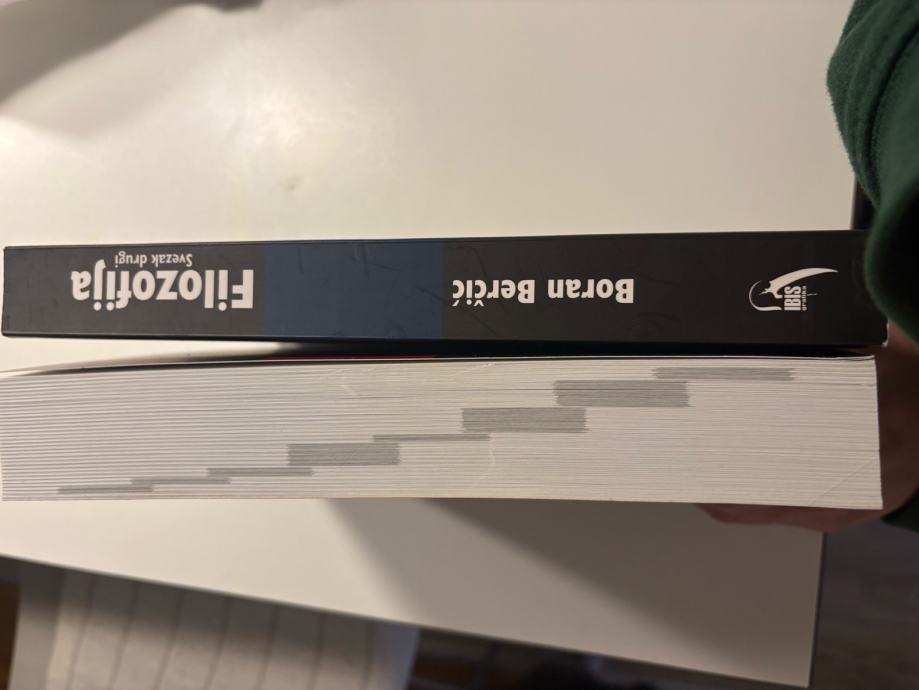 Boran Berčić
Filozofija
Svezak drugi
IBIS
grafika